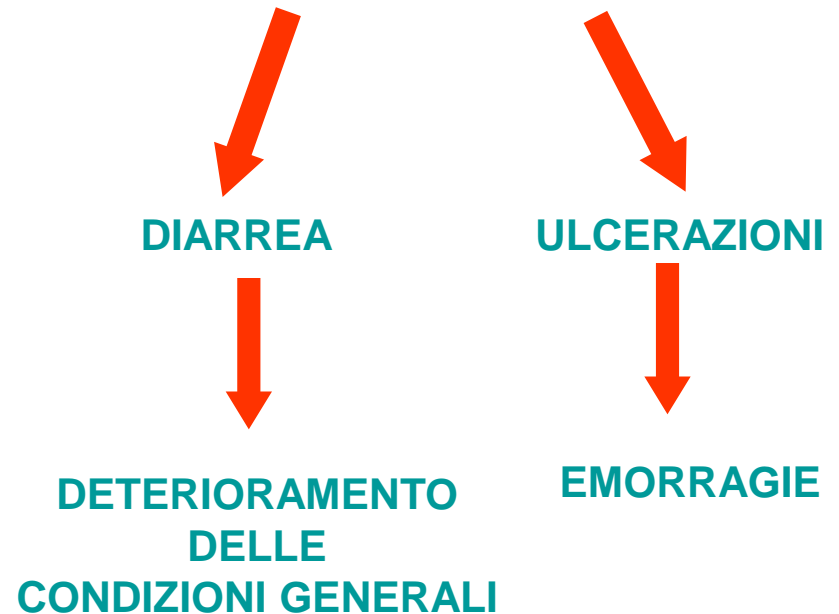 DIARREA
ULCERAZIONI
DETERIORAMENTO
DELLE
CONDIZIONI GENERALI
EMORRAGIE